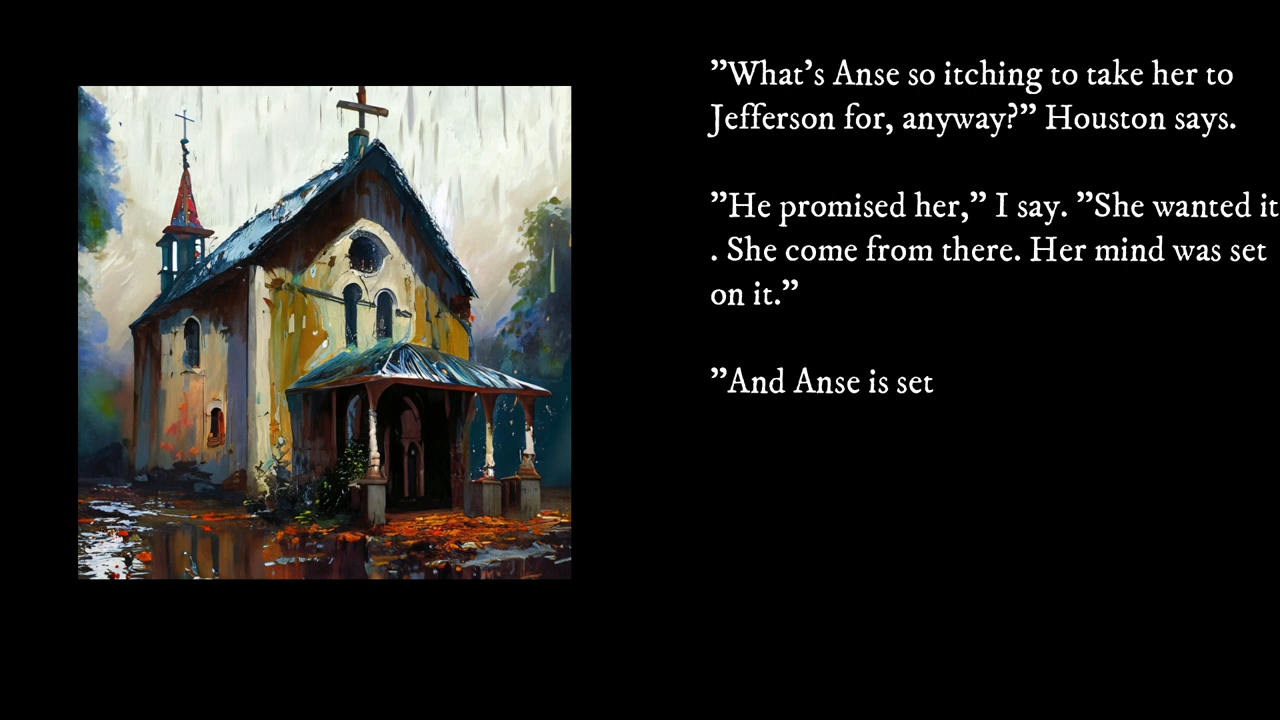 ”What’s Anse so itching to take her to
Jefferson for, anyway?” Houston says.
”He promised her,” I say. ”She wanted it
. She come from there. Her mind was set
on it.”
”And Anse is set